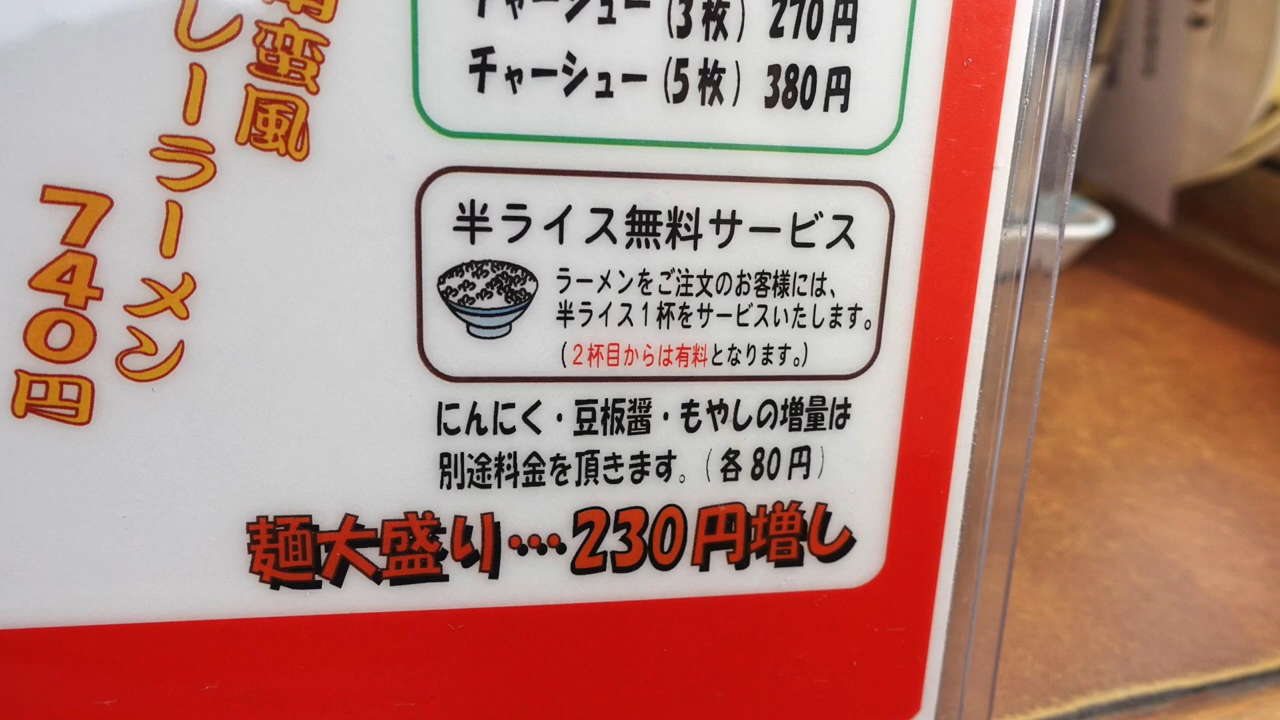 チャーシュー(3枚) 270円
チャーシュー(5枚) 380円
半ライス無料サービス
ラーメンをご注文のお客様には、
半ライス1杯をサービスいたします。
(2杯目からは有料となります。)
にんにく・豆板醤・もやしの増量は
別途料金を頂きます。(各80円)
麺大盛り…230円増し
蛮風
レーラーメン
740円